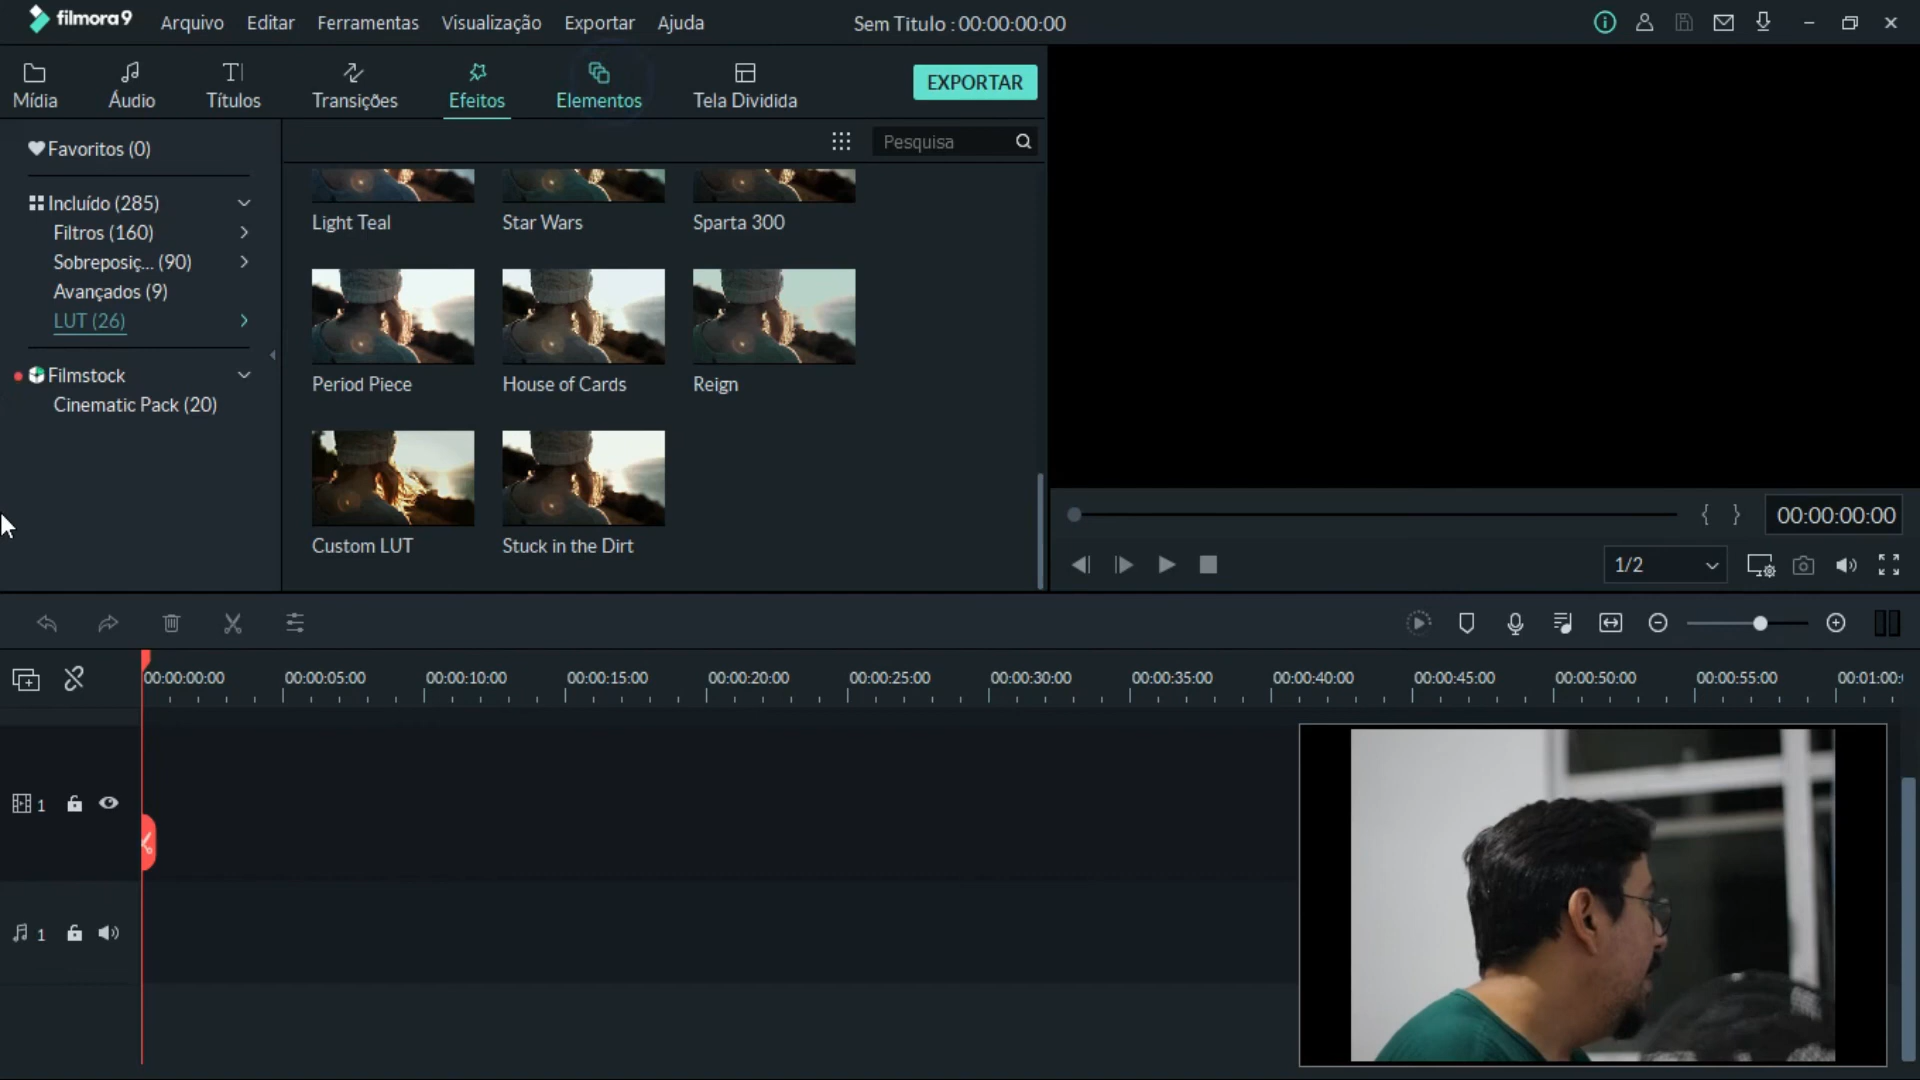 filmora9 Arquivo Editar Ferramentas Visualização Exportar Ajuda Sem Titulo : 00:00:00:00
Mídia Áudio Títulos Transições Efeitos Elementos Tela Dividida EXPORTAR
Favoritos (0)
Pesquisa
Incluído (285)
Filtros (160)
Sobreposiç... (90)
Avançados (9)
LUT (26)
Filmstock
Cinematic Pack (20)
Light Teal Star Wars Sparta 300
Period Piece House of Cards Reign
Custom LUT Stuck in the Dirt
{ } 00:00:00:00
1/2
00:00:00:00 00:00:05:00 00:00:10:00 00:00:15:00 00:00:20:00 00:00:25:00 00:00:30:00 00:00:35:00 00:00:40:00 00:00:45:00 00:00:50:00 00:00:55:00 00:01:00:
1
1